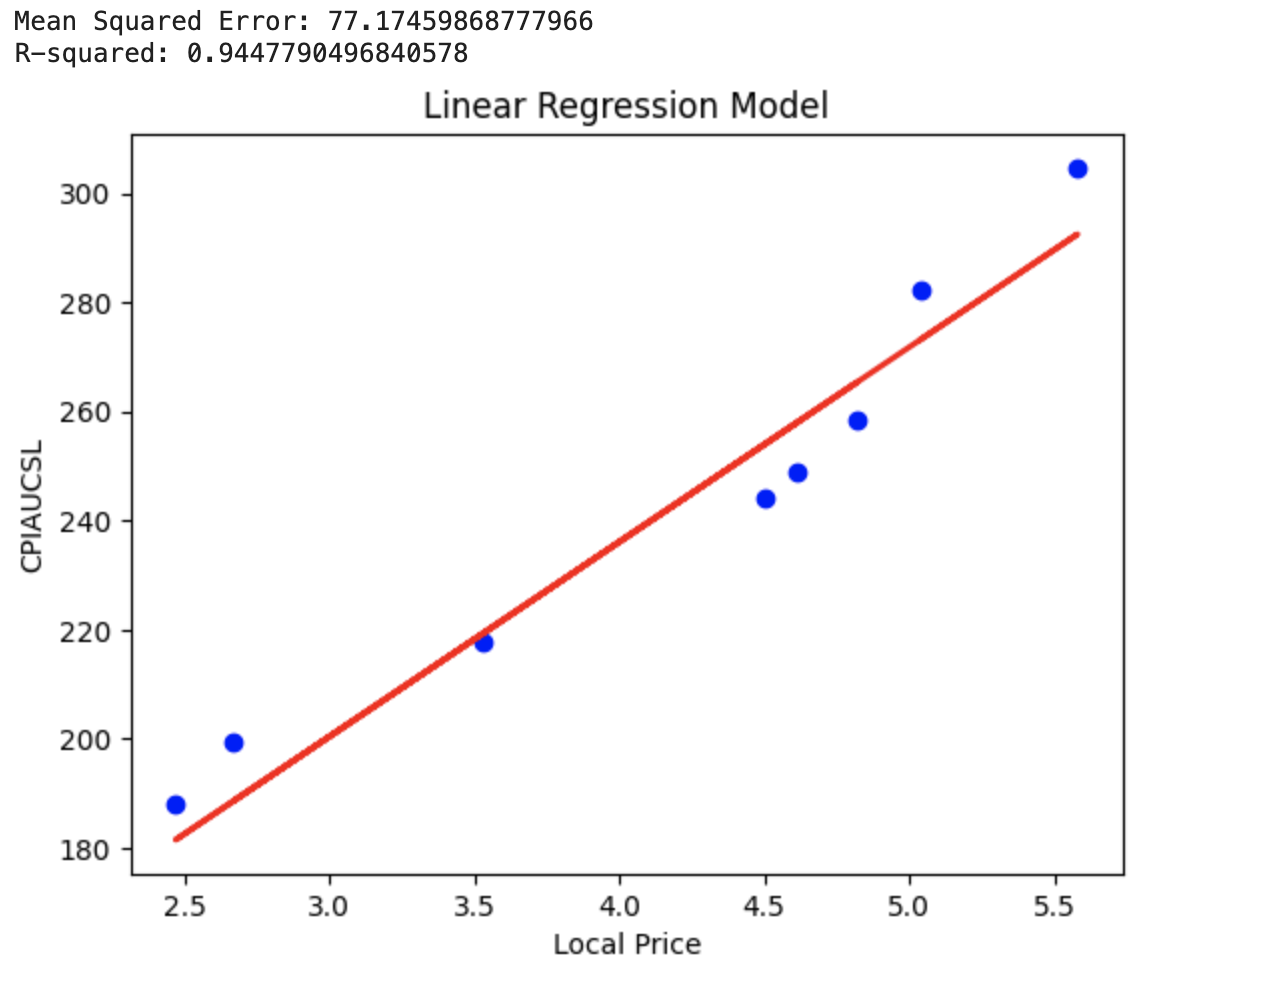 Mean Squared Error: 77.17459868777966
R-squared: 0.9447790496840578
Linear Regression Model
300
280
260
240
220
200
180
CPIAUCSL
2.5 3.0 3.5 4.0 4.5 5.0 5.5
Local Price